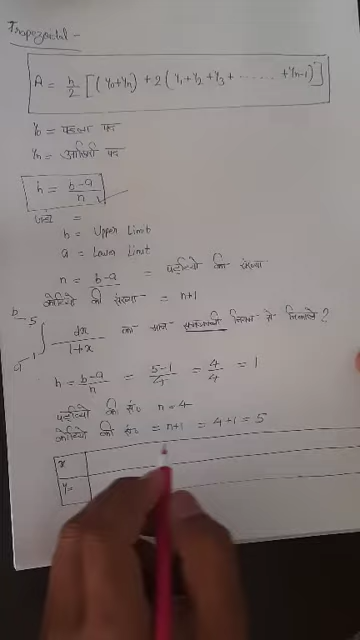 Trapezoidal -
A = h/2 [(y₀+yₙ) + 2(y₁+y₂+y₃+ ...... +yₙ₋₁)]
y₀ = पहला पद
yₙ = आखिरी पद
h = b-a/n
जहाँ =
b = Upper Limit
a = Lower Limit
n = b-a = पट्टियों की संख्या
कोटियों की संख्या = n+1
b 5
∫ dx/1+x का मान समलम्बी नियम से निकाले?
a 1
h = b-a/n = 5-1/4 = 4/4 = 1
पट्टियों की सं० n = 4
कोटियों की सं० = n+1 = 4+1 = 5
x
y=